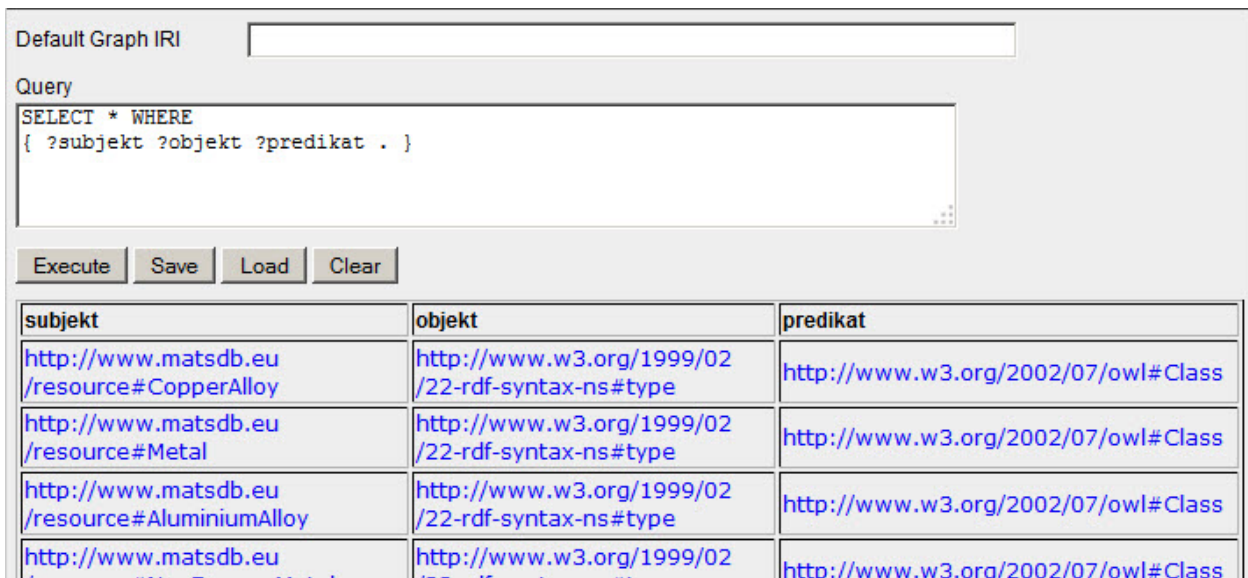 Default Graph IRI
Query
SELECT * WHERE
{ ?subjekt ?objekt ?predikat . }
Execute Save Load Clear
subjekt objekt predikat
http://www.matsdb.eu http://www.w3.org/1999/02
/resource#CopperAlloy /22-rdf-syntax-ns#type http://www.w3.org/2002/07/owl#Class
http://www.matsdb.eu http://www.w3.org/1999/02
/resource#Metal /22-rdf-syntax-ns#type http://www.w3.org/2002/07/owl#Class
http://www.matsdb.eu http://www.w3.org/1999/02
/resource#AluminiumAlloy /22-rdf-syntax-ns#type http://www.w3.org/2002/07/owl#Class
http://www.matsdb.eu http://www.w3.org/1999/02
http://www.w3.org/2002/07/owl#Class